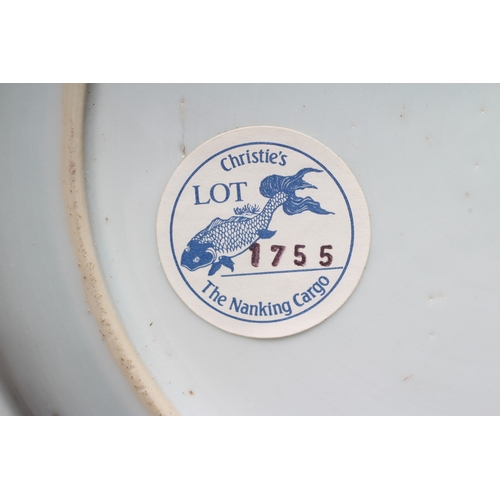 Christie's
LOT
1755
The Nanking Cargo